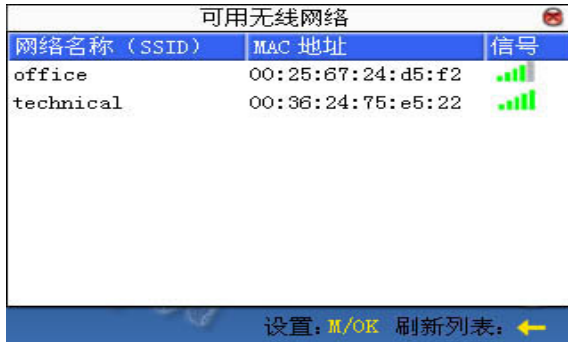 可用无线网络
网络名称（SSID） MAC 地址 信号
office 00:25:67:24:d5:f2
technical 00:36:24:75:e5:22
设置：M/OK 刷新列表：←